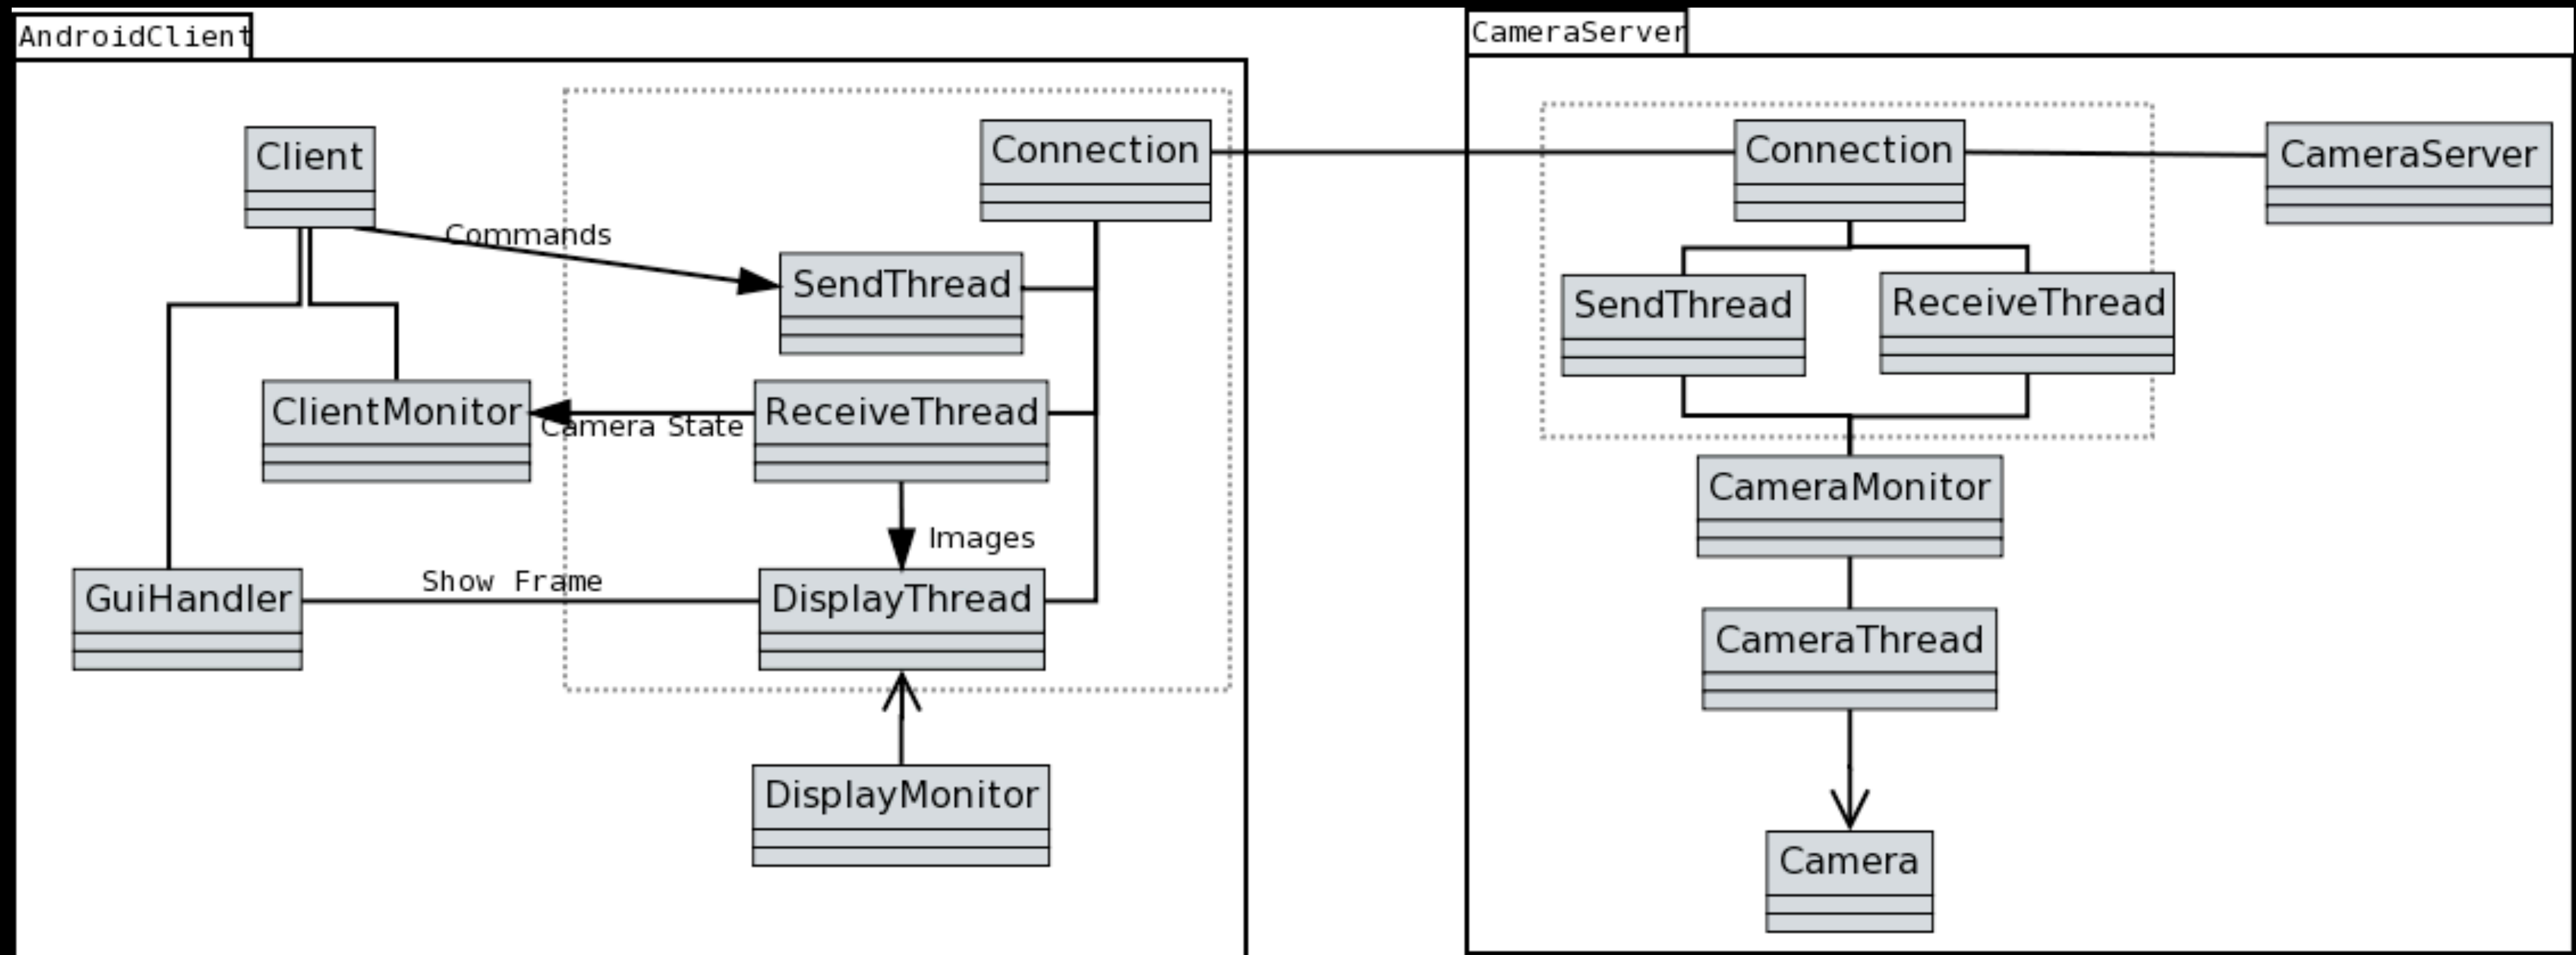 AndroidClient
Client
Commands
Connection
SendThread
ClientMonitor
Camera State
ReceiveThread
Images
GuiHandler
Show Frame
DisplayThread
DisplayMonitor
CameraServer
Connection
CameraServer
SendThread
ReceiveThread
CameraMonitor
CameraThread
Camera